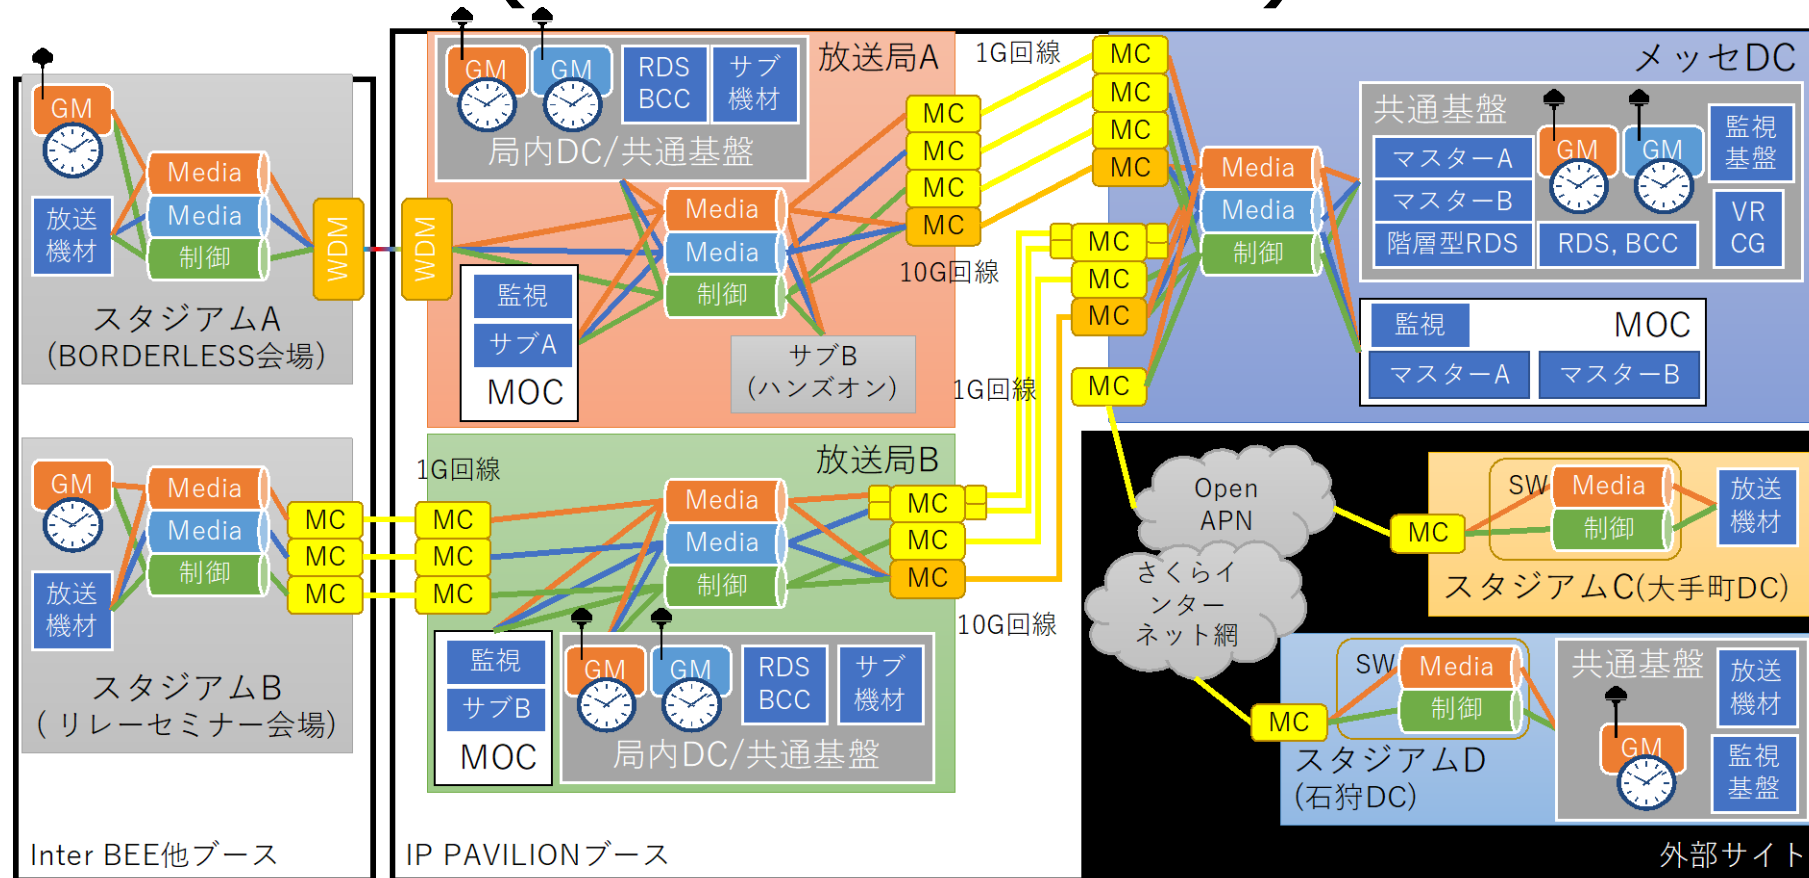 GM
Media
Media
制御
放送
機材
WDM
スタジアムA
(BORDERLESS会場)
GM
Media
Media
制御
放送
機材
MC
MC
MC
スタジアムB
( リレーセミナー会場)
Inter BEE他ブース
放送局A
GM
GM
RDS
BCC
サブ
機材
局内DC/共通基盤
WDM
Media
Media
制御
監視
サブA
MOC
サブB
(ハンズオン)
MC
MC
MC
MC
1G回線
10G回線
放送局B
1G回線
MC
MC
MC
Media
Media
制御
MC
MC
MC
監視
サブB
MOC
GM
GM
RDS
BCC
サブ
機材
局内DC/共通基盤
1G回線
10G回線
IP PAVILIONブース
メッセDC
MC
MC
MC
MC
MC
MC
MC
MC
Media
Media
制御
共通基盤
マスターA
マスターB
階層型RDS
GM
GM
RDS, BCC
監視
基盤
VR
CG
監視
MOC
マスターA
マスターB
Open
APN
さくらイ
ンター
ネット網
MC
SW
Media
制御
放送
機材
スタジアムC(大手町DC)
MC
SW
Media
制御
共通基盤
GM
放送
機材
監視
基盤
スタジアムD
(石狩DC)
外部サイト